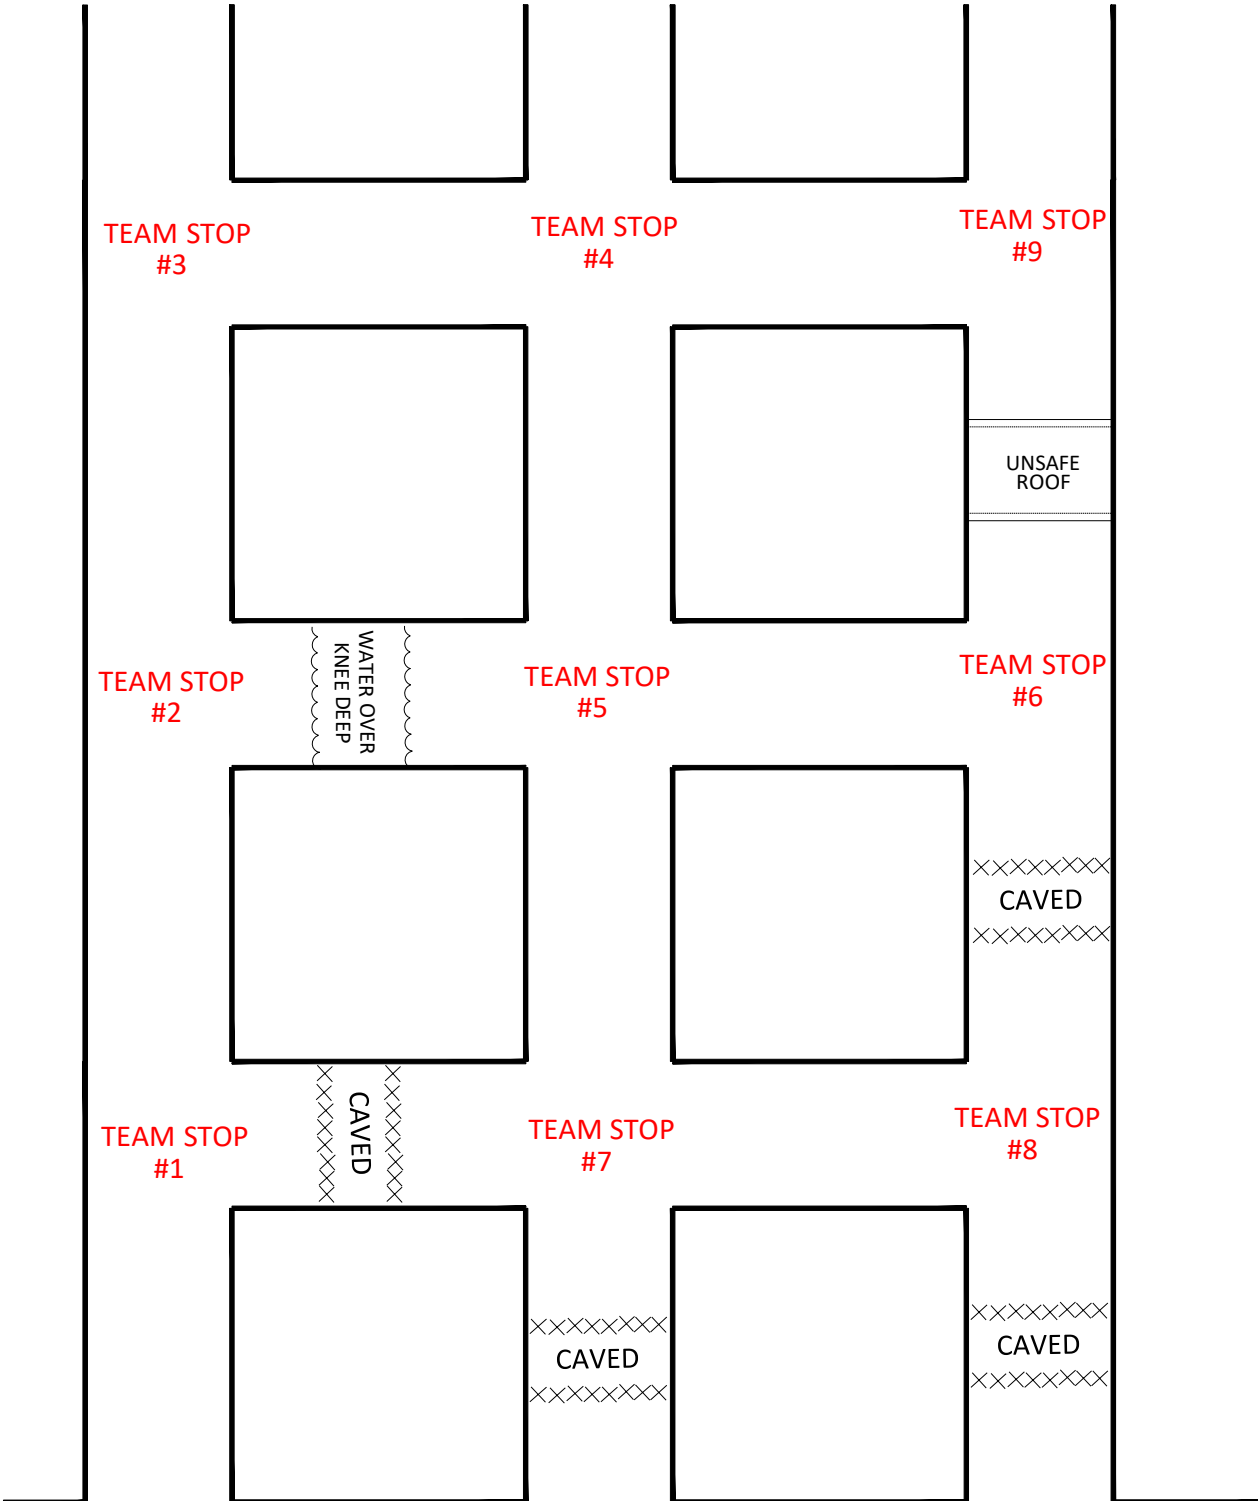 TEAM STOP
#3
TEAM STOP
#4
TEAM STOP
#9
UNSAFE
ROOF
TEAM STOP
#2
WATER OVER
KNEE DEEP
TEAM STOP
#5
TEAM STOP
#6
CAVED
TEAM STOP
#1
CAVED
TEAM STOP
#7
TEAM STOP
#8
CAVED
CAVED